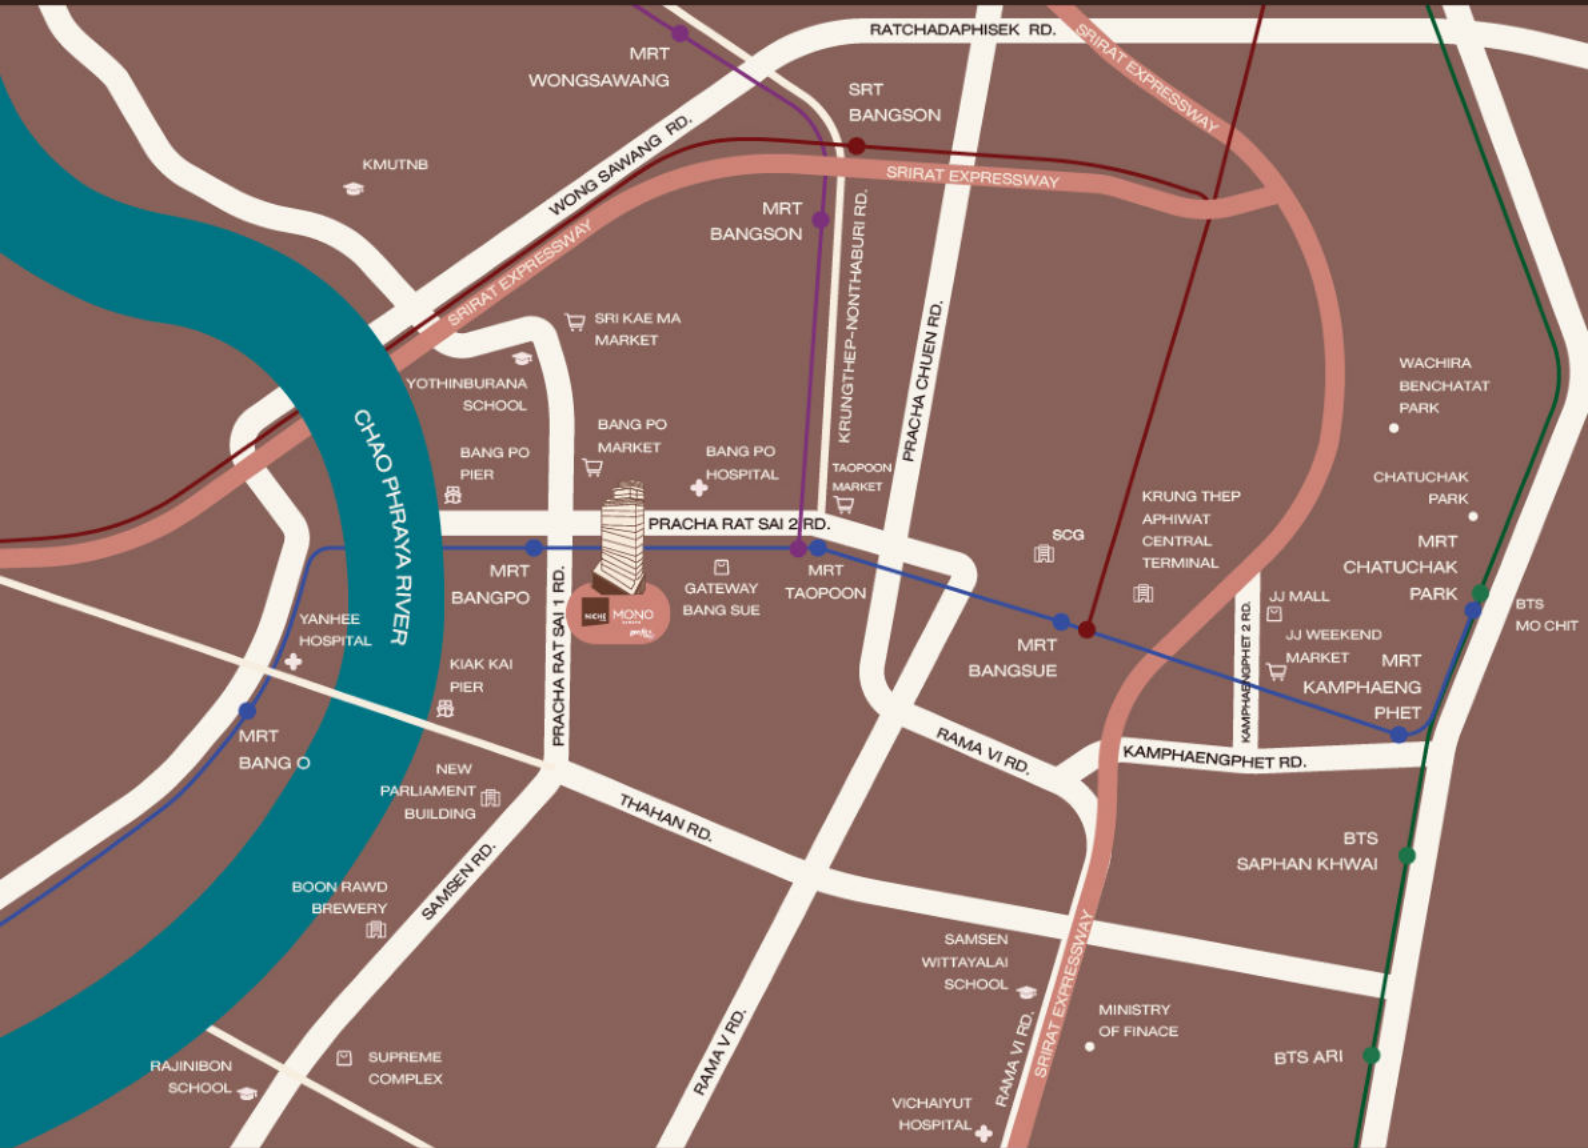 RATCHADAPHISEK RD.
SRIRAT EXPRESSWAY
MRT
WONGSAWANG
SRT
BANGSON
WONG SAWANG RD.
KMUTNB
SRIRAT EXPRESSWAY
MRT
BANGSON
KRUNGTHEP-NONTHABURI RD.
SRIRAT EXPRESSWAY
SRI KAE MA
MARKET
PRACHA CHUEN RD.
YOTHINBURANA
SCHOOL
WACHIRA
BENCHATAT
PARK
CHAO PHRAYA RIVER
BANG PO
MARKET
BANG PO
PIER
BANG PO
HOSPITAL
TAOPOON
MARKET
CHATUCHAK
PARK
KRUNG THEP
APHIWAT
CENTRAL
TERMINAL
PRACHA RAT SAI 2 RD.
SCG
MRT
CHATUCHAK
PARK
MRT
BANGPO
PRACHA RAT SAI 1 RD.
GATEWAY
BANG SUE
MRT
TAOPOON
JJ MALL
BTS
MO CHIT
NICHE
MONO
YANHEE
HOSPITAL
KAMPHAENGPHET 2 RD.
JJ WEEKEND
MARKET
MRT
BANGSUE
MRT
KAMPHAENG
PHET
KIAK KAI
PIER
MRT
BANG O
RAMA VI RD.
KAMPHAENGPHET RD.
NEW
PARLIAMENT
BUILDING
THAHAN RD.
BTS
SAPHAN KHWAI
SAMSEN RD.
BOON RAWD
BREWERY
SAMSEN
WITTAYALAI
SCHOOL
SRIRAT EXPRESSWAY
MINISTRY
OF FINACE
RAMA V RD.
RAMA VI RD.
BTS ARI
RAJINIBON
SCHOOL
SUPREME
COMPLEX
VICHAIYUT
HOSPITAL